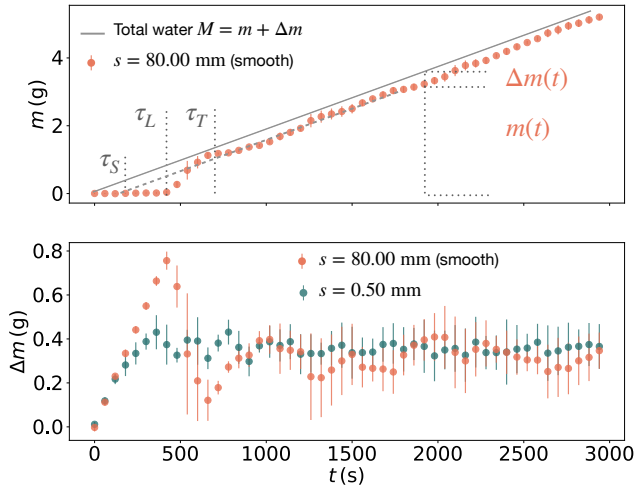 Total water M = m + Δm
s = 80.00 mm (smooth)
m (g)
4
2
0
τ_S
τ_L
τ_T
Δm(t)
m(t)
Δm (g)
0.8
0.6
0.4
0.2
0.0
s = 80.00 mm (smooth)
s = 0.50 mm
0 500 1000 1500 2000 2500 3000
t (s)